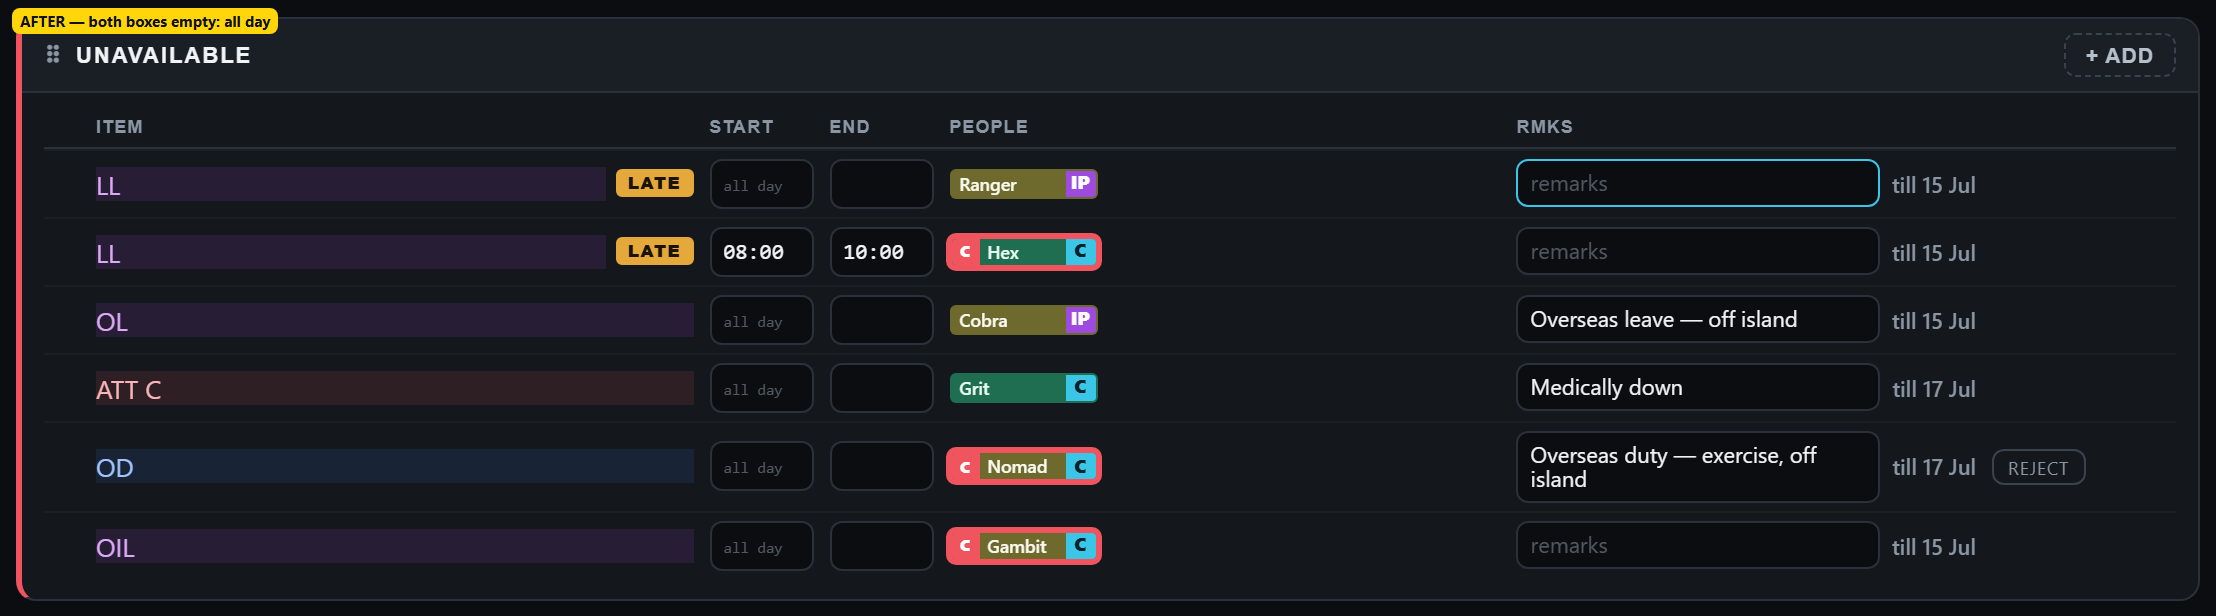 AFTER — both boxes empty: all day
UNAVAILABLE
+ ADD
ITEM START END PEOPLE RMKS
LL LATE all day Ranger IP remarks till 15 Jul
LL LATE 08:00 10:00 C Hex C remarks till 15 Jul
OL all day Cobra IP Overseas leave — off island till 15 Jul
ATT C all day Grit C Medically down till 17 Jul
OD all day C Nomad C Overseas duty — exercise, off
island till 17 Jul REJECT
OIL all day C Gambit C remarks till 15 Jul